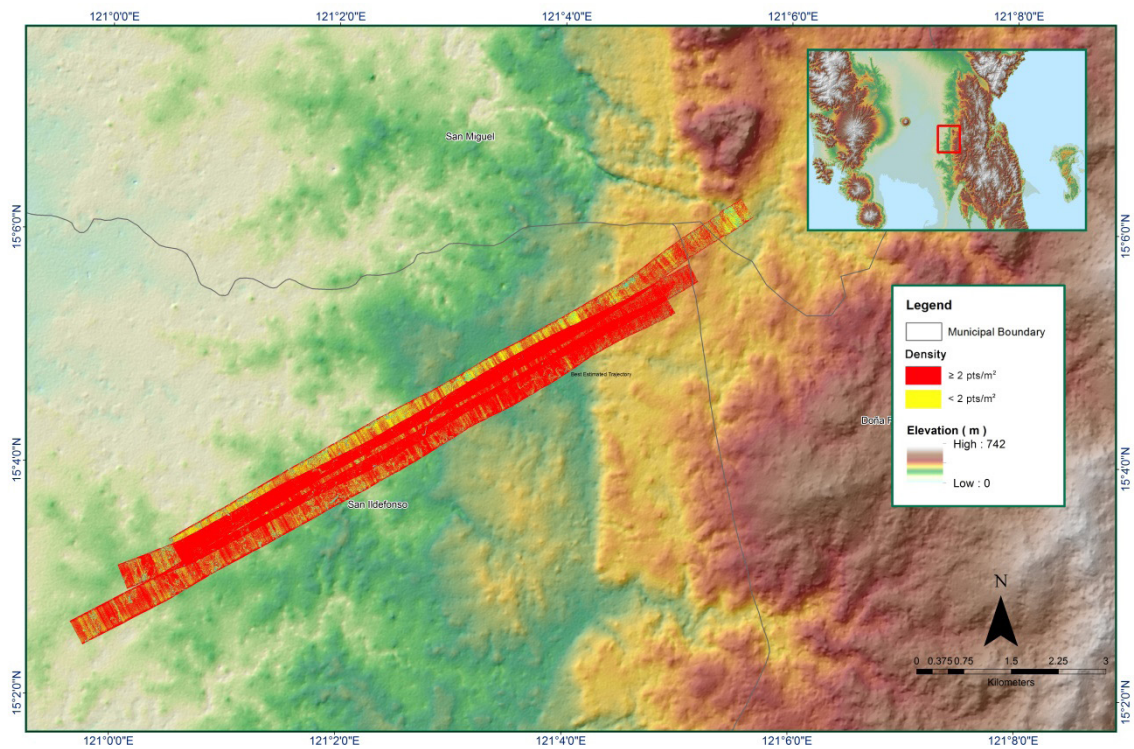 121°0'0"E
121°2'0"E
121°4'0"E
121°6'0"E
121°8'0"E
15°6'0"N
15°4'0"N
15°2'0"N
San Miguel
Best Estimated Trajectory
San Ildefonso
Doña
Legend
Municipal Boundary
Density
≥ 2 pts/m²
< 2 pts/m²
Elevation ( m )
High : 742
Low : 0
15°6'0"N
15°4'0"N
15°2'0"N
N
0 0.375 0.75 1.5 2.25 3
Kilometers
121°0'0"E
121°2'0"E
121°4'0"E
121°6'0"E
121°8'0"E